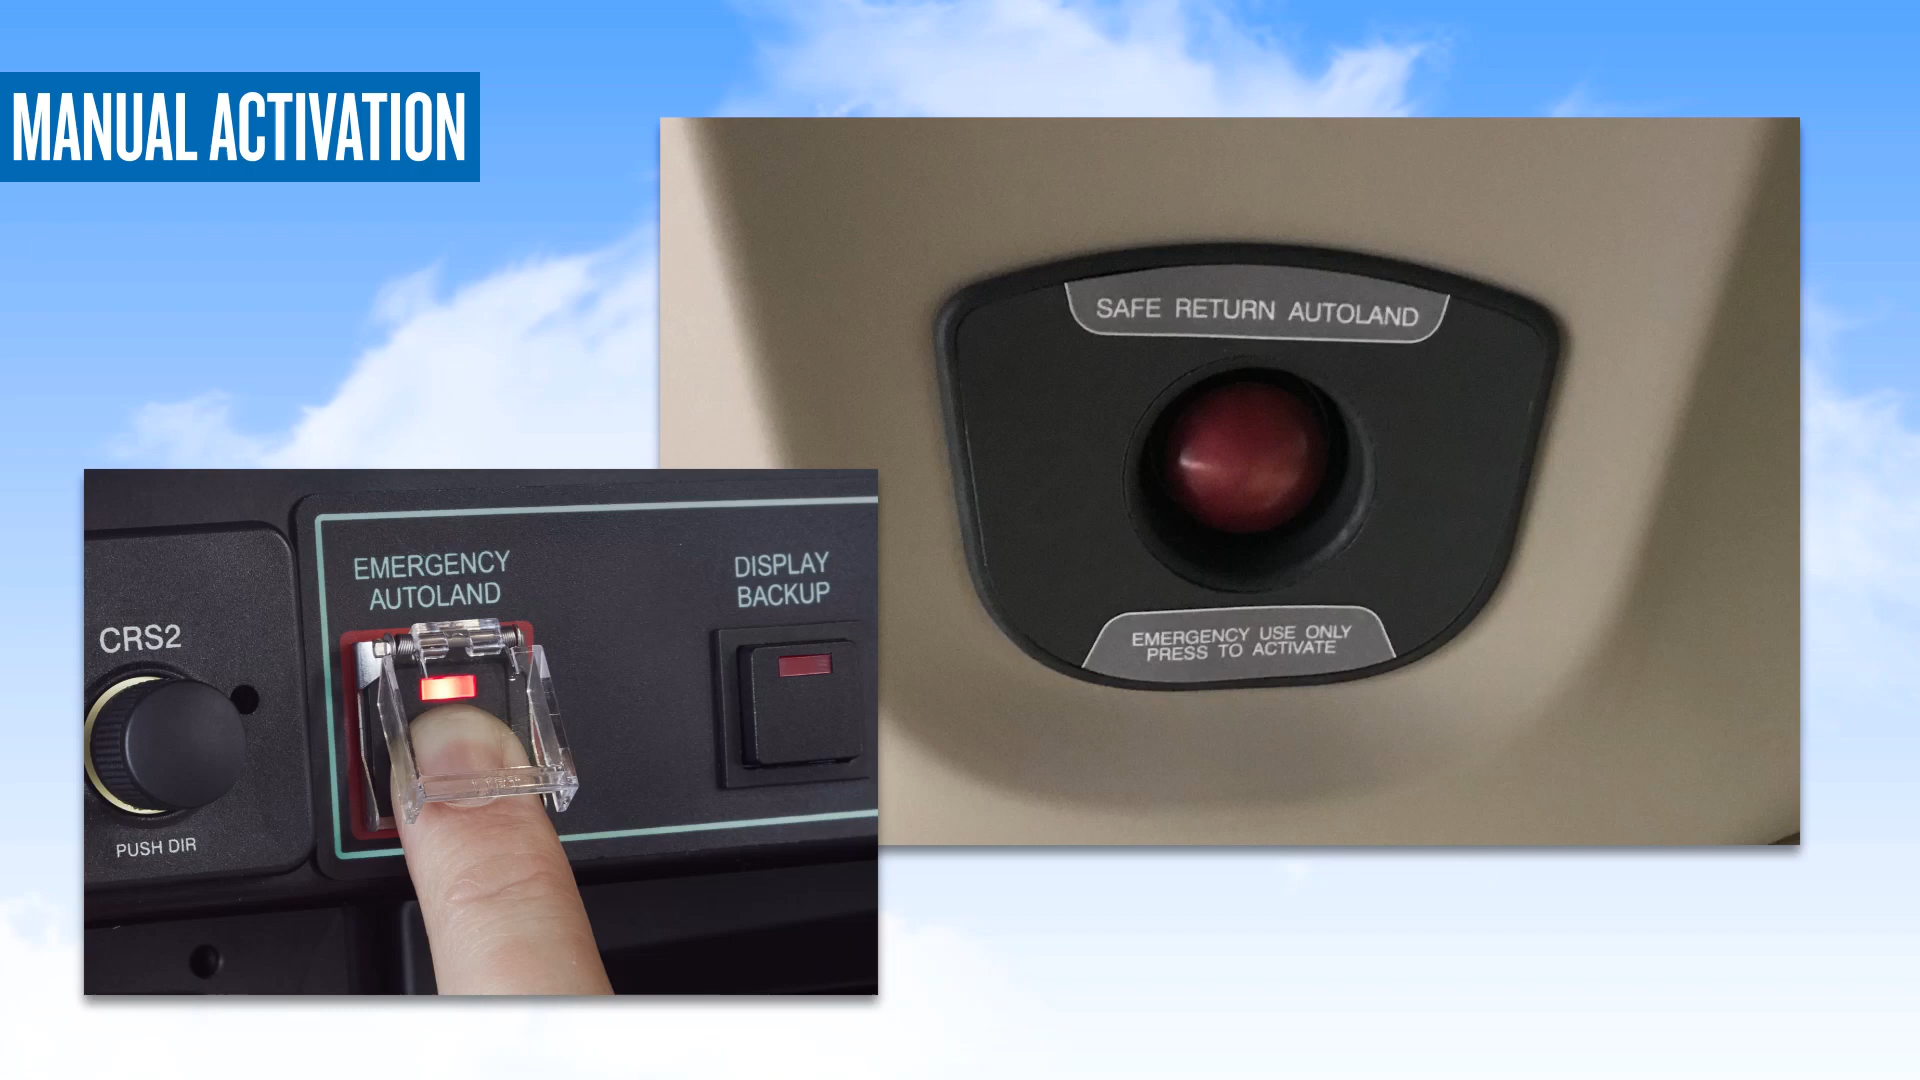 MANUAL ACTIVATION
SAFE RETURN AUTOLAND
EMERGENCY USE ONLY
PRESS TO ACTIVATE
EMERGENCY
AUTOLAND
DISPLAY
BACKUP
CRS2
PUSH DIR